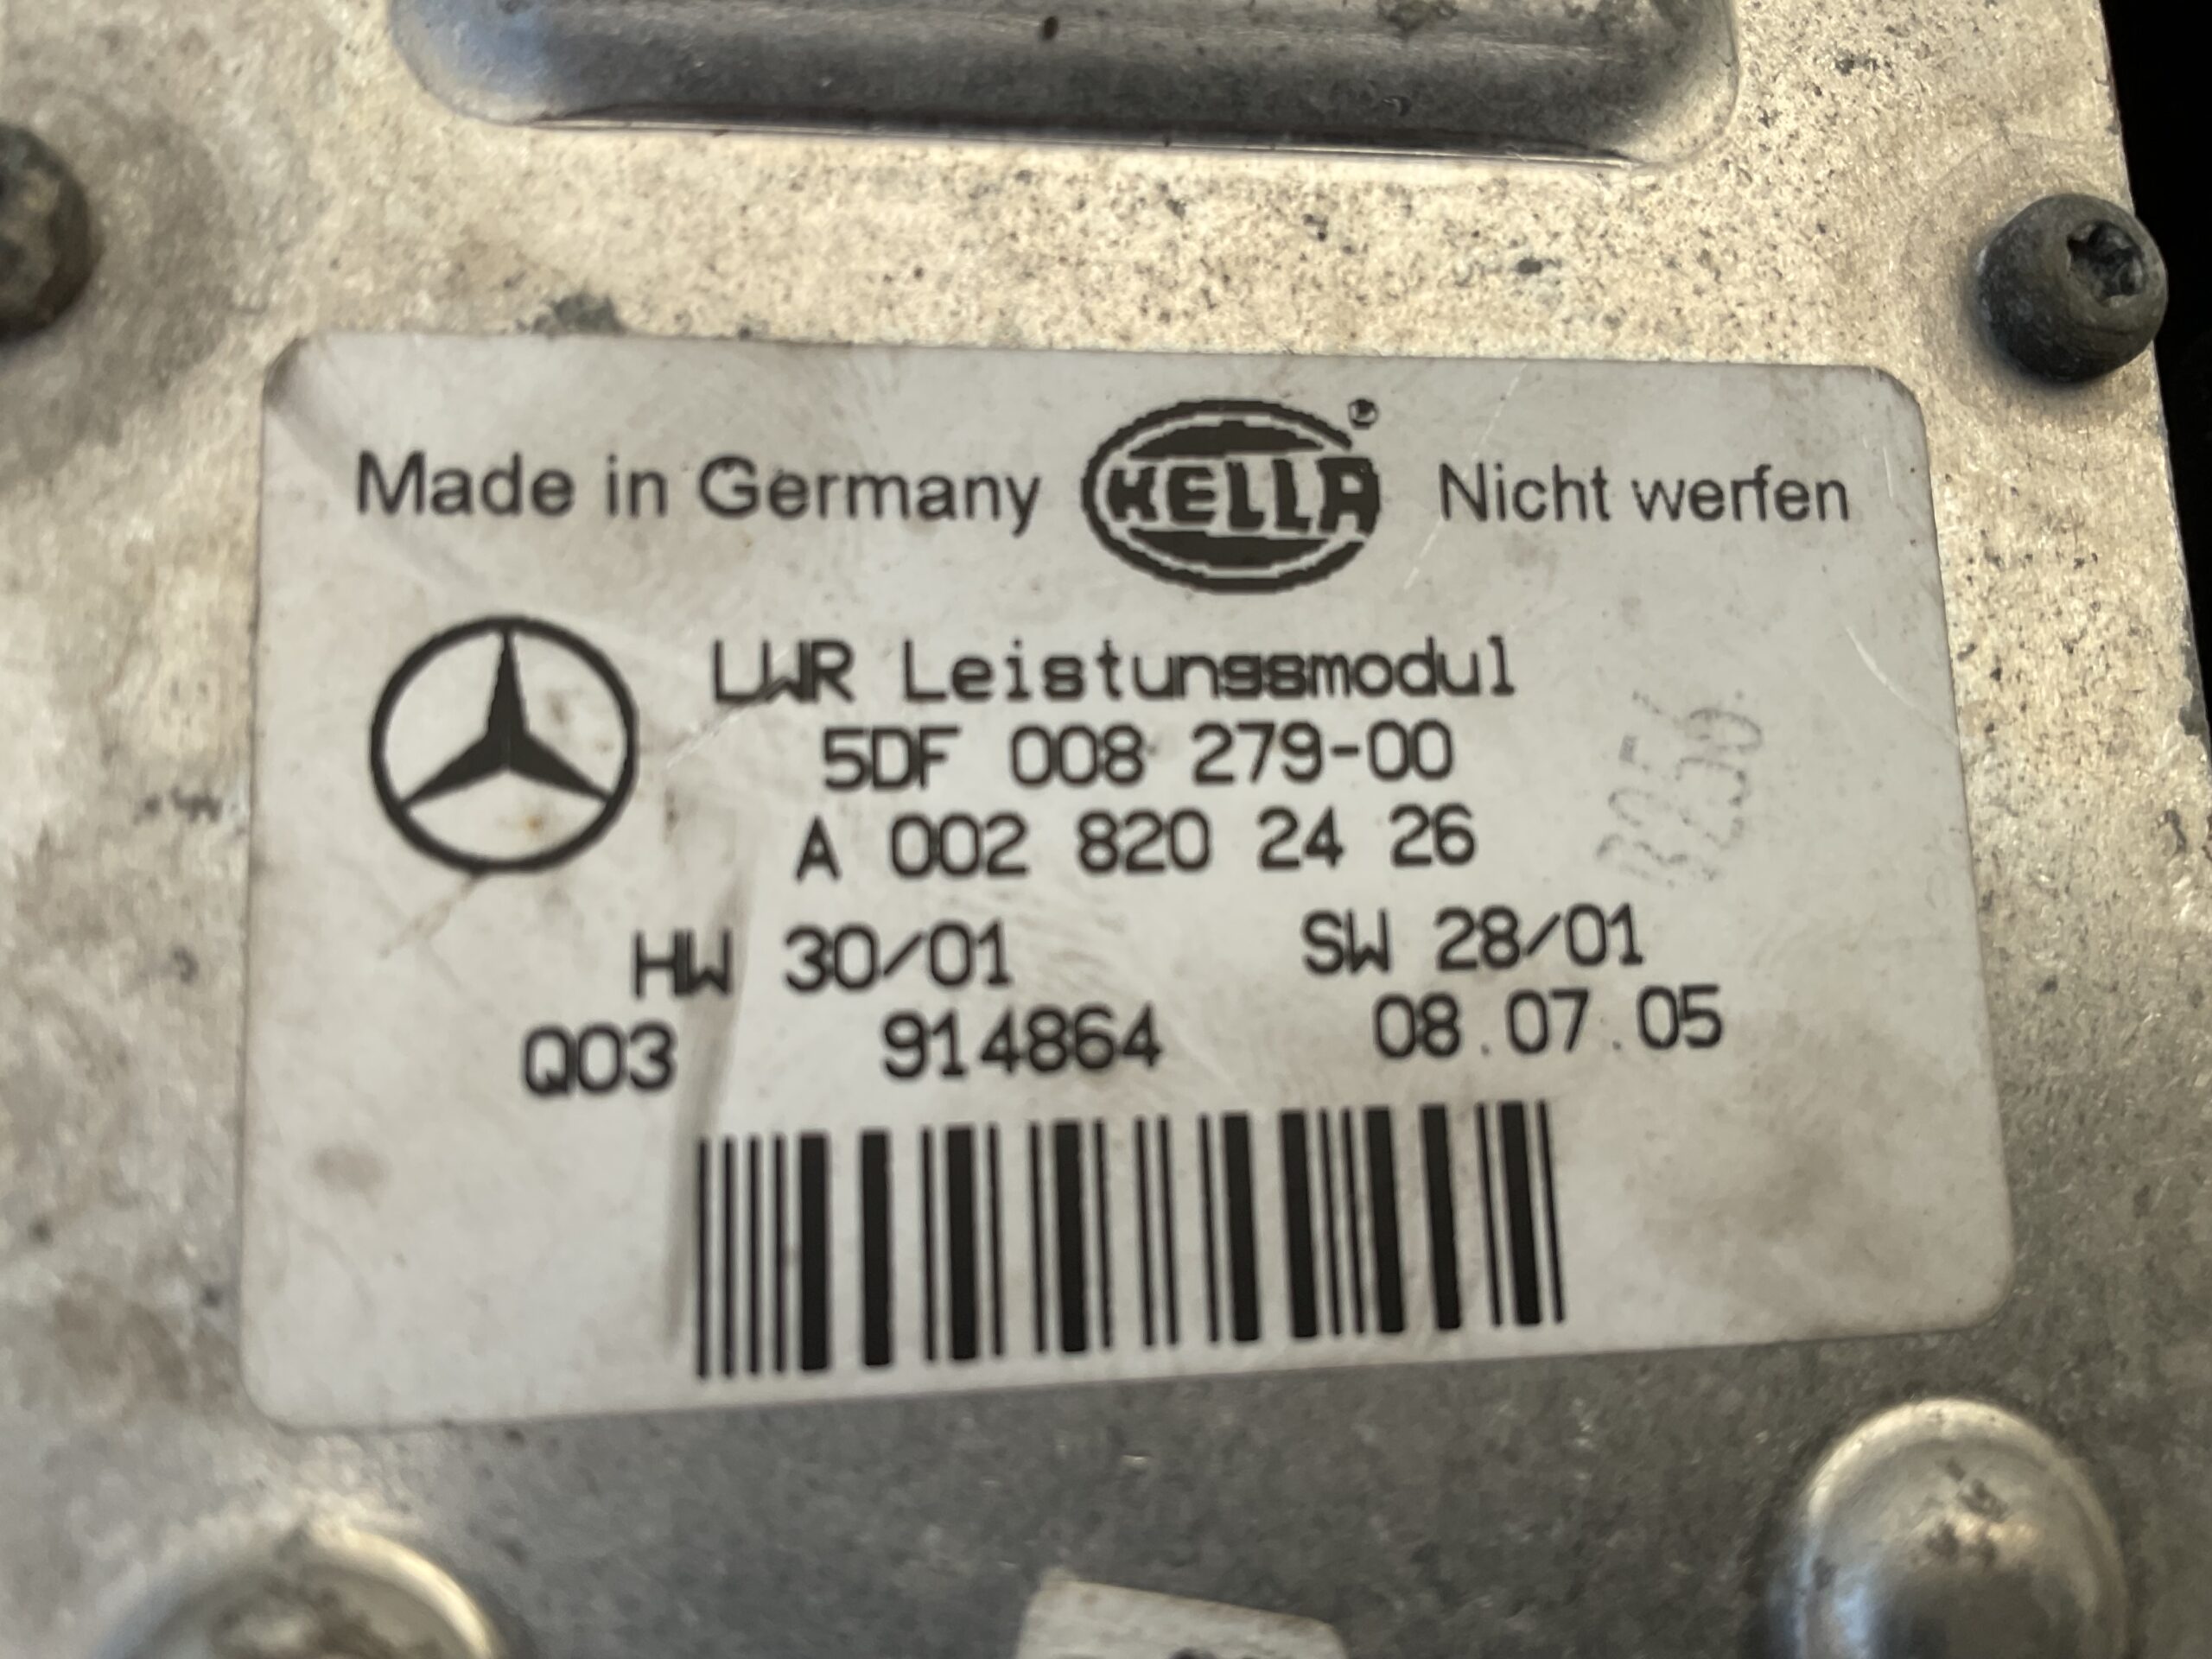 Made in Germany HELLA® Nicht werfen
LWR Leistungsmodul
5DF 008 279-00
A 002 820 24 26
HW 30/01 SW 28/01
Q03 914864 08.07.05